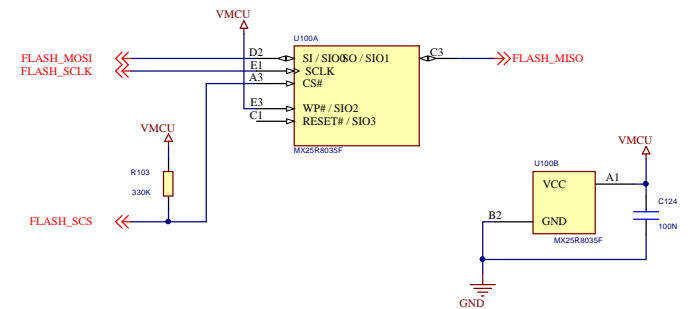 VMCU
U100A
FLASH_MOSI
D2
SI / SIO0
SO / SIO1
C3
FLASH_MISO
FLASH_SCLK
E1
SCLK
A3
CS#
E3
WP# / SIO2
C1
RESET# / SIO3
MX25R8035F
VMCU
R103
330K
FLASH_SCS
VMCU
U100B
VCC
A1
C124
100N
B2
GND
MX25R8035F
GND